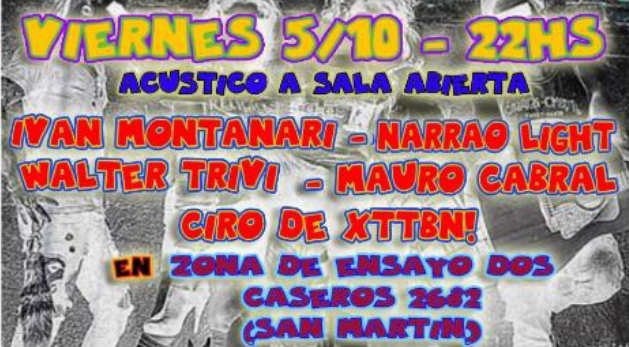 VIERNES 5/10 - 22HS
ACUSTICO A SALA ABIERTA
IVAN MONTANARI - NARRAO LIGHT
WALTER TRIVI - MAURO CABRAL
CIRO DE XTTBN!
EN ZONA DE ENSAYO DOS
CASEROS 2682
(SAN MARTIN)